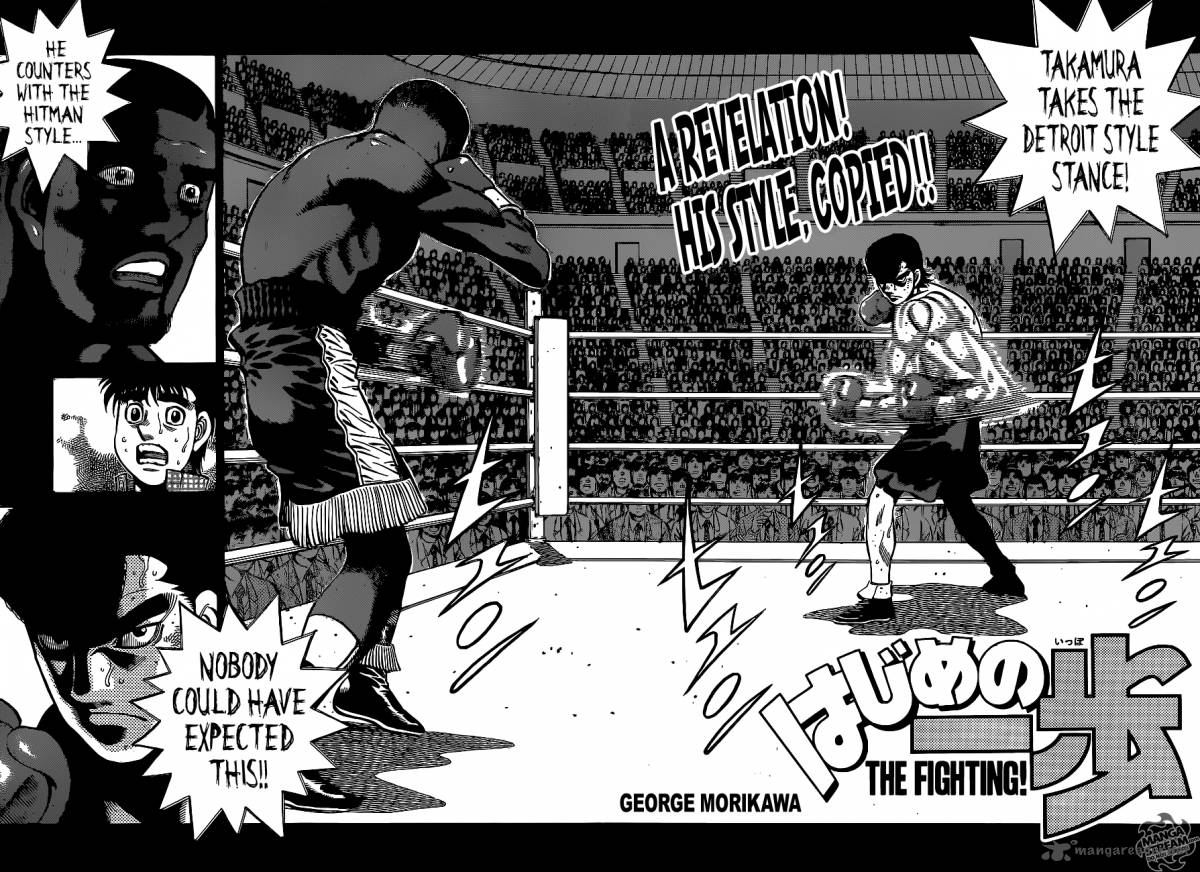 HE
COUNTERS
WITH THE
HITMAN
STYLE...
A REVELATION!
HIS STYLE, COPIED!!
TAKAMURA
TAKES THE
DETROIT STYLE
STANCE!
NOBODY
COULD HAVE
EXPECTED
THIS!!
いっぽ
はじめの一歩
THE FIGHTING!
GEORGE MORIKAWA
MANGA